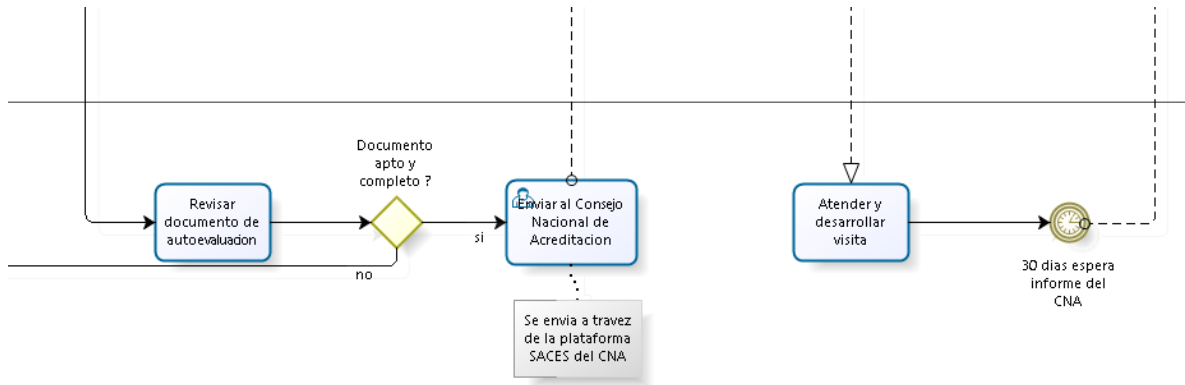 Documento
apto y
completo ?
Revisar
documento de
autoevaluacion
si
no
Enviar al Consejo
Nacional de
Acreditacion
Se envia a travez
de la plataforma
SACES del CNA
Atender y
desarrollar
visita
30 dias espera
informe del
CNA